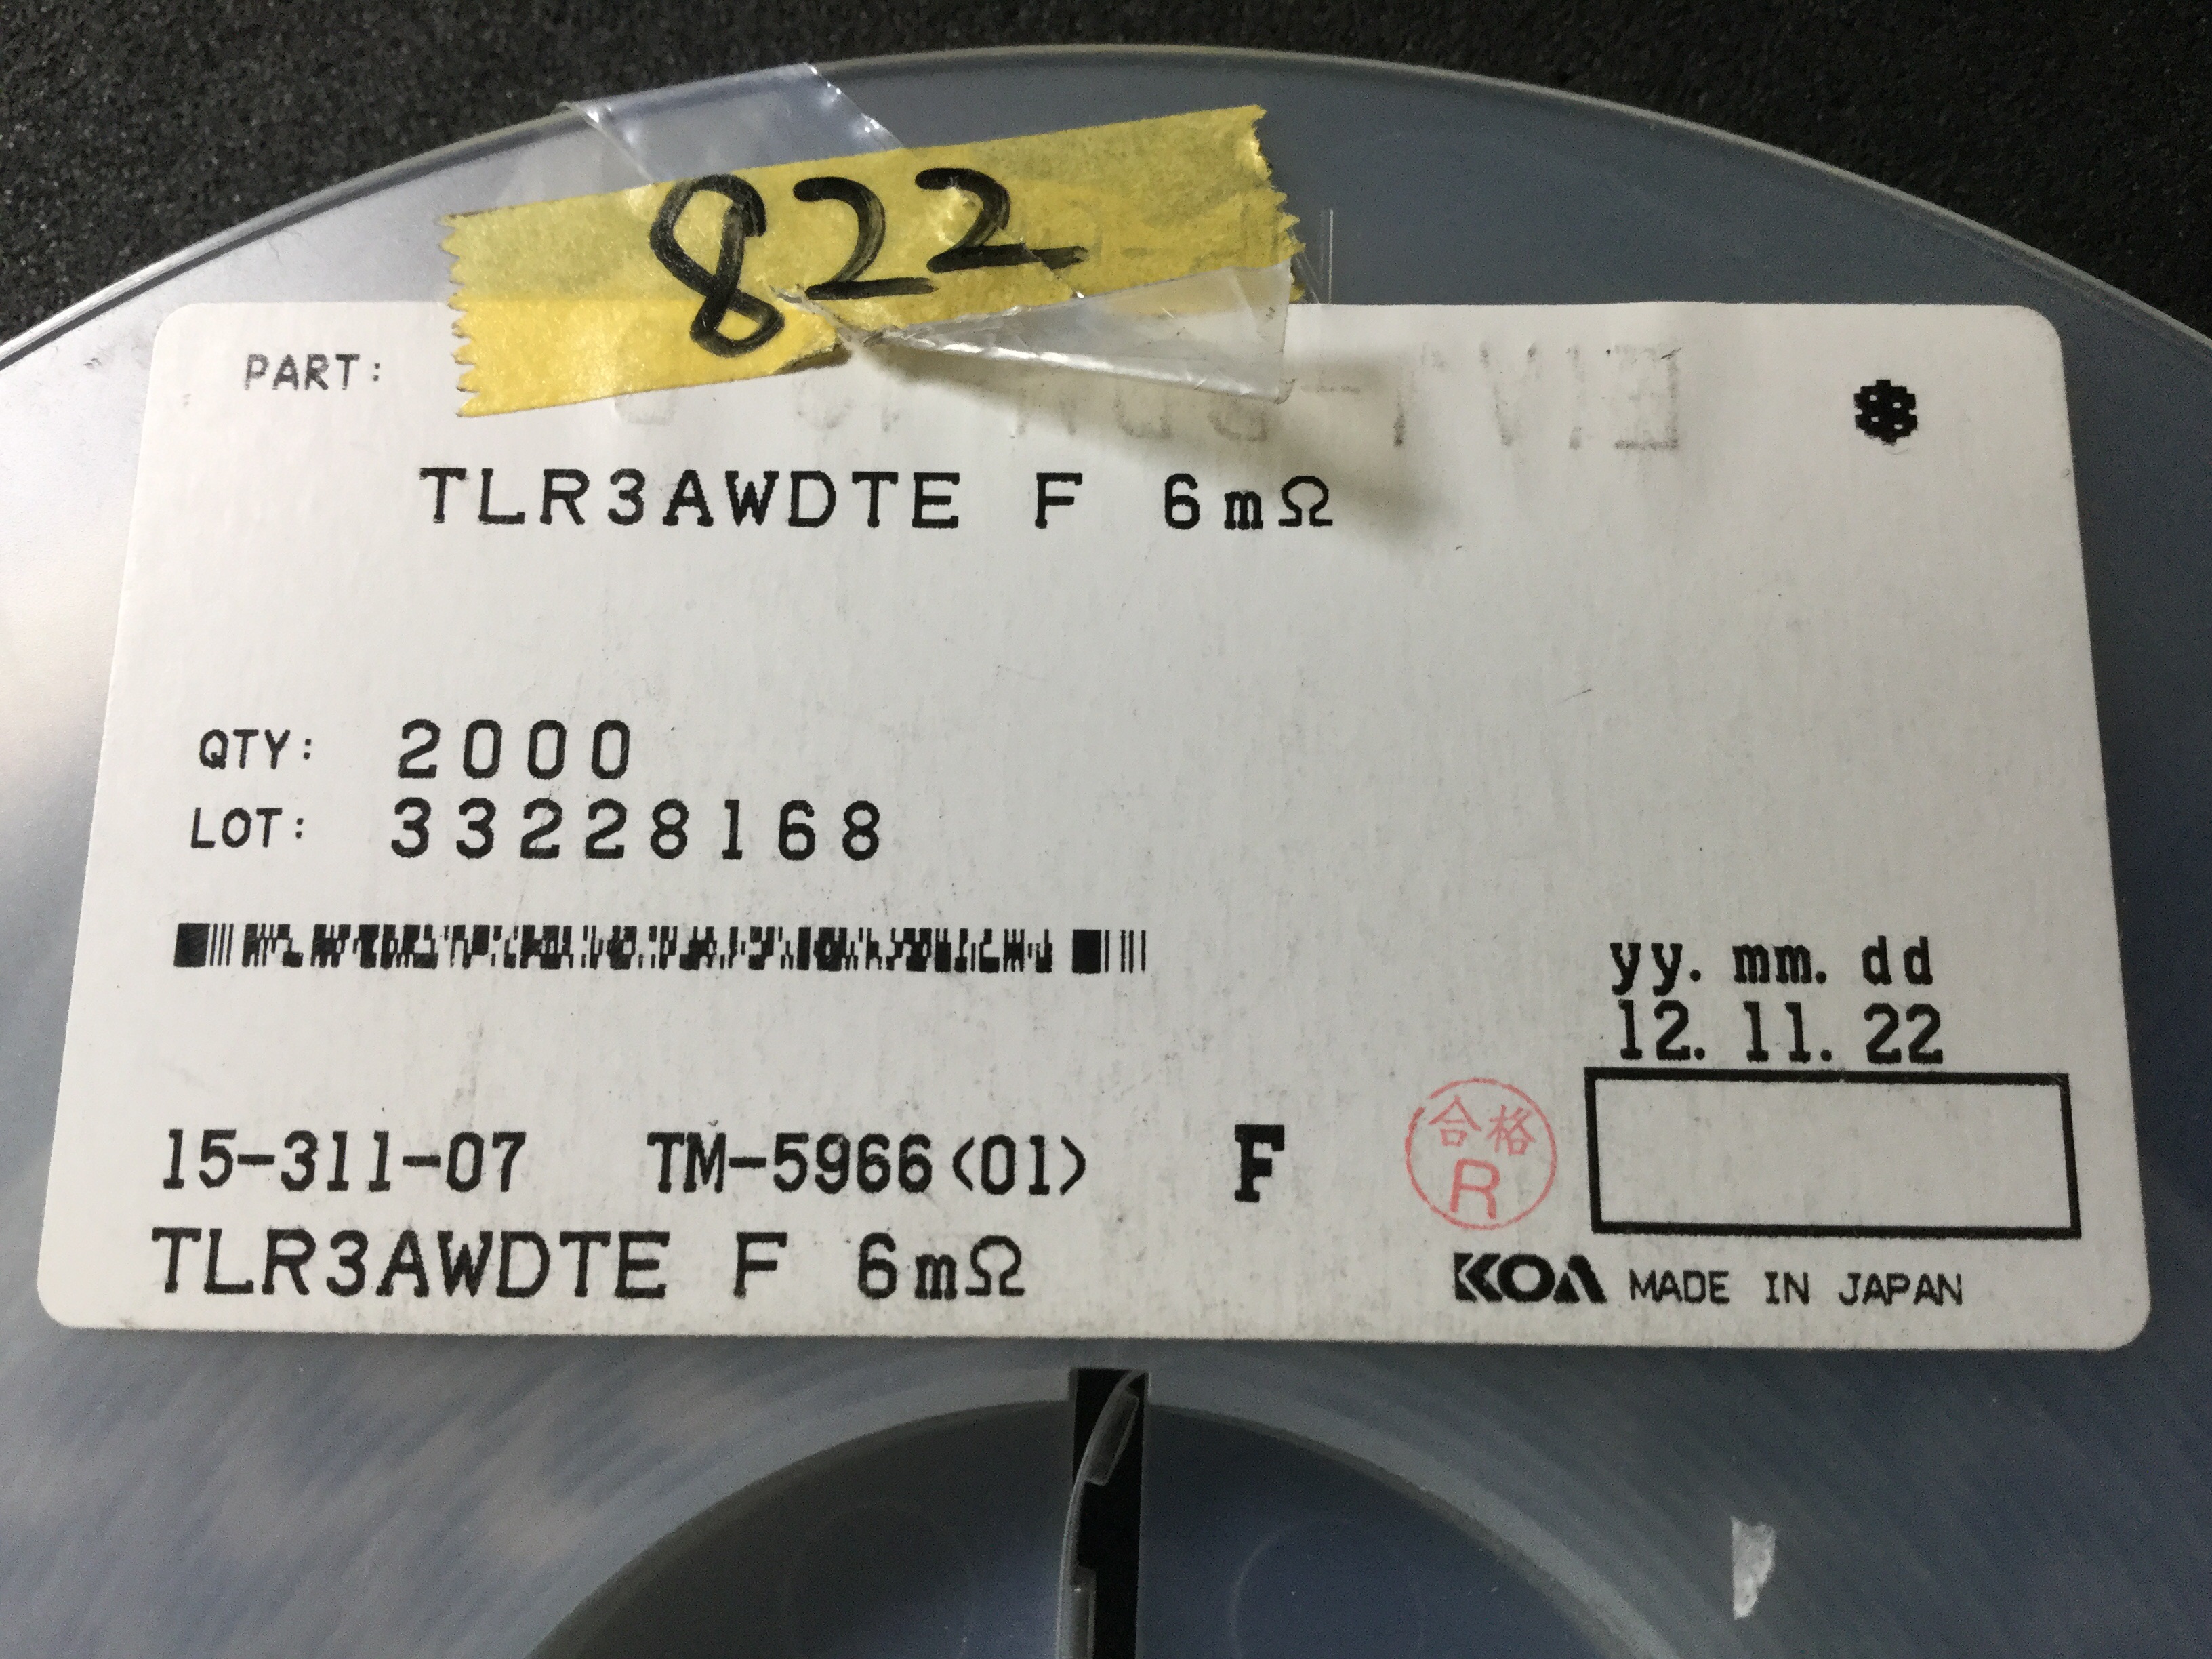 822
PART:
TLR3AWDTE F 6mΩ
QTY: 2000
LOT: 33228168
yy. mm. dd
12. 11. 22
15-311-07 TM-5966<01> F
合格
R
TLR3AWDTE F 6mΩ
KOA MADE IN JAPAN